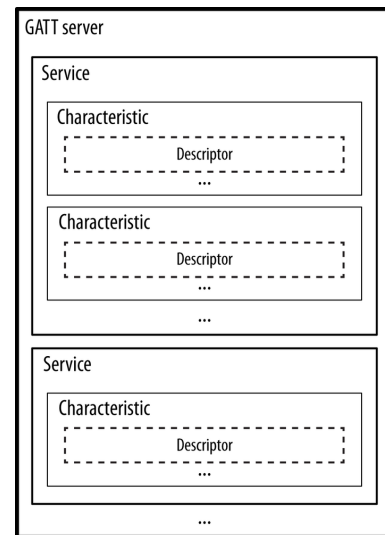 GATT server
Service
Characteristic
Descriptor
...
Characteristic
Descriptor
...
...
Service
Characteristic
Descriptor
...
...